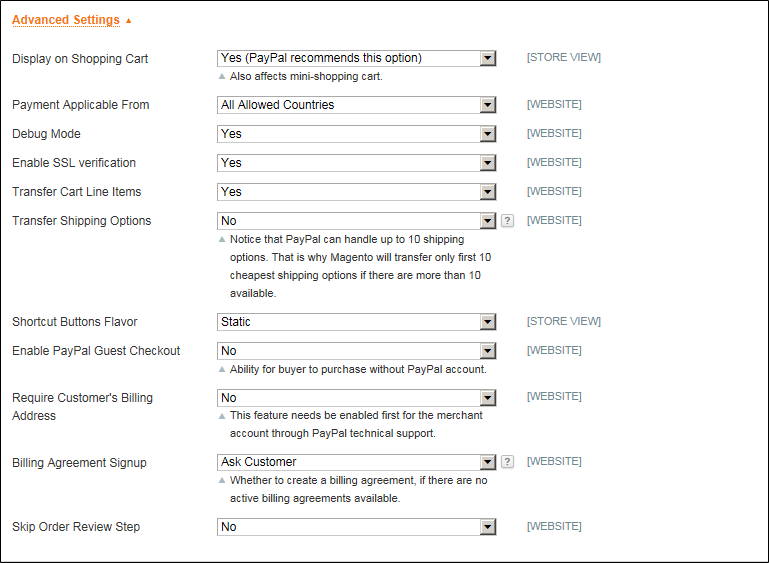 Advanced Settings ▲
Display on Shopping Cart Yes (PayPal recommends this option) [STORE VIEW]
Also affects mini-shopping cart.
Payment Applicable From All Allowed Countries [WEBSITE]
Debug Mode Yes [WEBSITE]
Enable SSL verification Yes [WEBSITE]
Transfer Cart Line Items Yes [WEBSITE]
Transfer Shipping Options No ? [WEBSITE]
Notice that PayPal can handle up to 10 shipping
options. That is why Magento will transfer only first 10
cheapest shipping options if there are more than 10
available.
Shortcut Buttons Flavor Static [STORE VIEW]
Enable PayPal Guest Checkout No [WEBSITE]
Ability for buyer to purchase without PayPal account.
Require Customer's Billing No [WEBSITE]
Address
This feature needs be enabled first for the merchant
account through PayPal technical support.
Billing Agreement Signup Ask Customer ? [WEBSITE]
Whether to create a billing agreement, if there are no
active billing agreements available.
Skip Order Review Step No [WEBSITE]